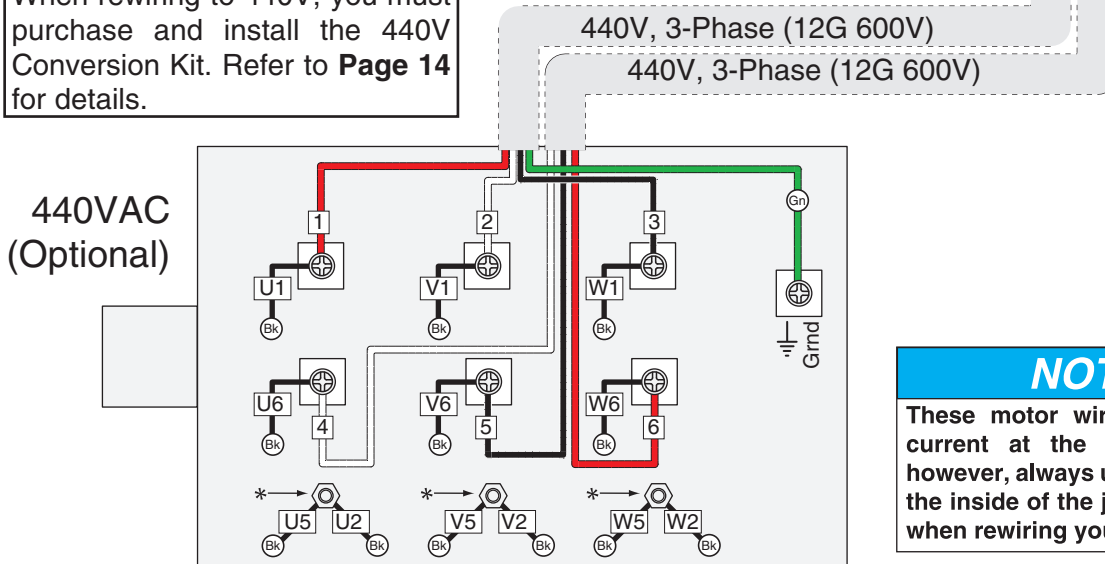 purchase and install the 440V
Conversion Kit. Refer to Page 14
for details.
440V, 3-Phase (12G 600V)
440V, 3-Phase (12G 600V)
440VAC
(Optional)
1
2
3
Gn
U1
V1
W1
Bk
Bk
Bk
Grnd
U6
V6
W6
4
5
6
Bk
Bk
Bk
*
*
*
U5 U2
V5 V2
W5 W2
Bk Bk
Bk Bk
Bk Bk
NOT
These motor wir
current at the
however, always u
the inside of the j
when rewiring you